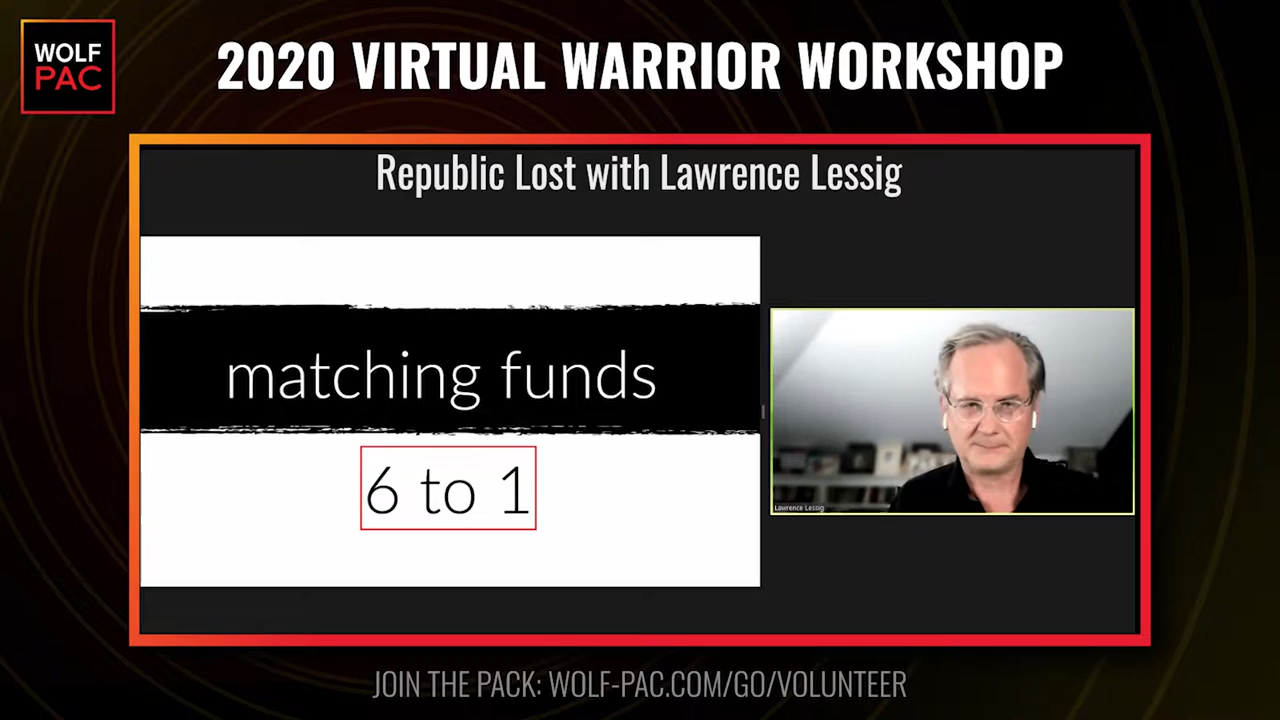 WOLF
PAC
2020 VIRTUAL WARRIOR WORKSHOP
Republic Lost with Lawrence Lessig
matching funds
6 to 1
Lawrence Lessig
JOIN THE PACK: WOLF-PAC.COM/GO/VOLUNTEER